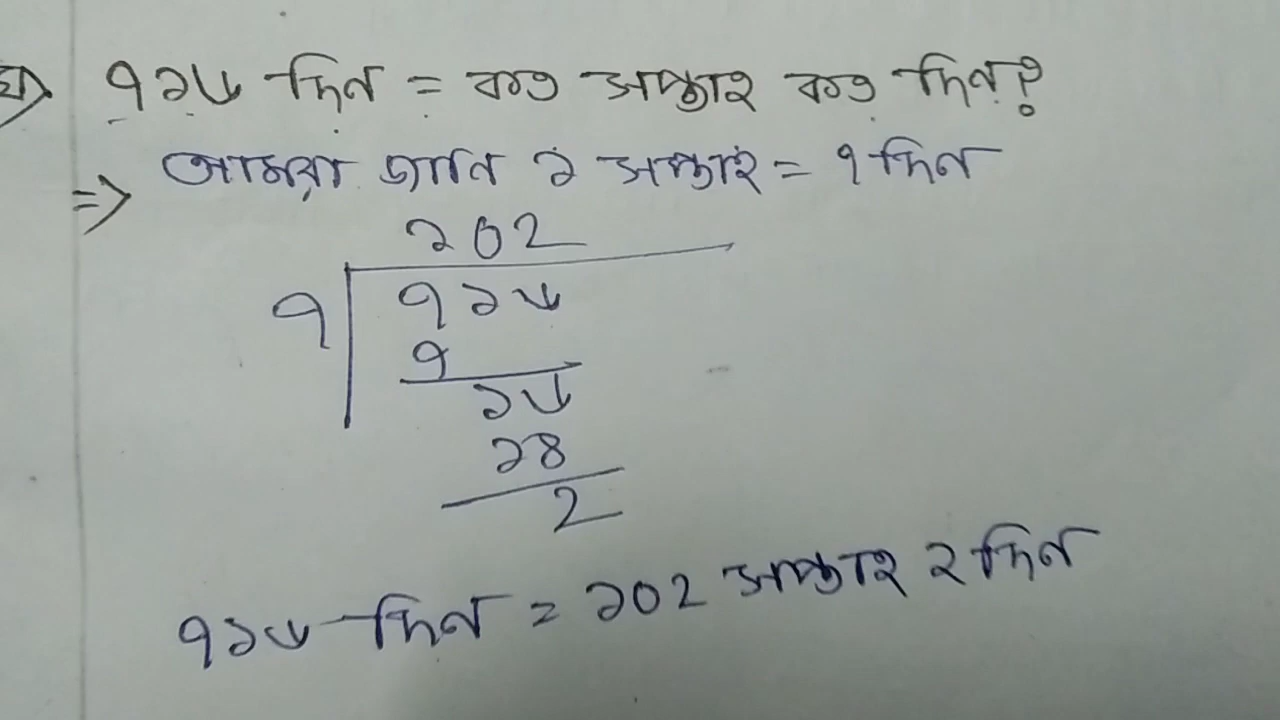 ঘ) ৭১৬ দিন = কত সপ্তাহ কত দিন?
=> আমরা জানি ১ সপ্তাহ = ৭ দিন
১০২
৭ ৭১৬
৭
১৬
১৪
২
৭১৬ দিন = ১০২ সপ্তাহ ২ দিন